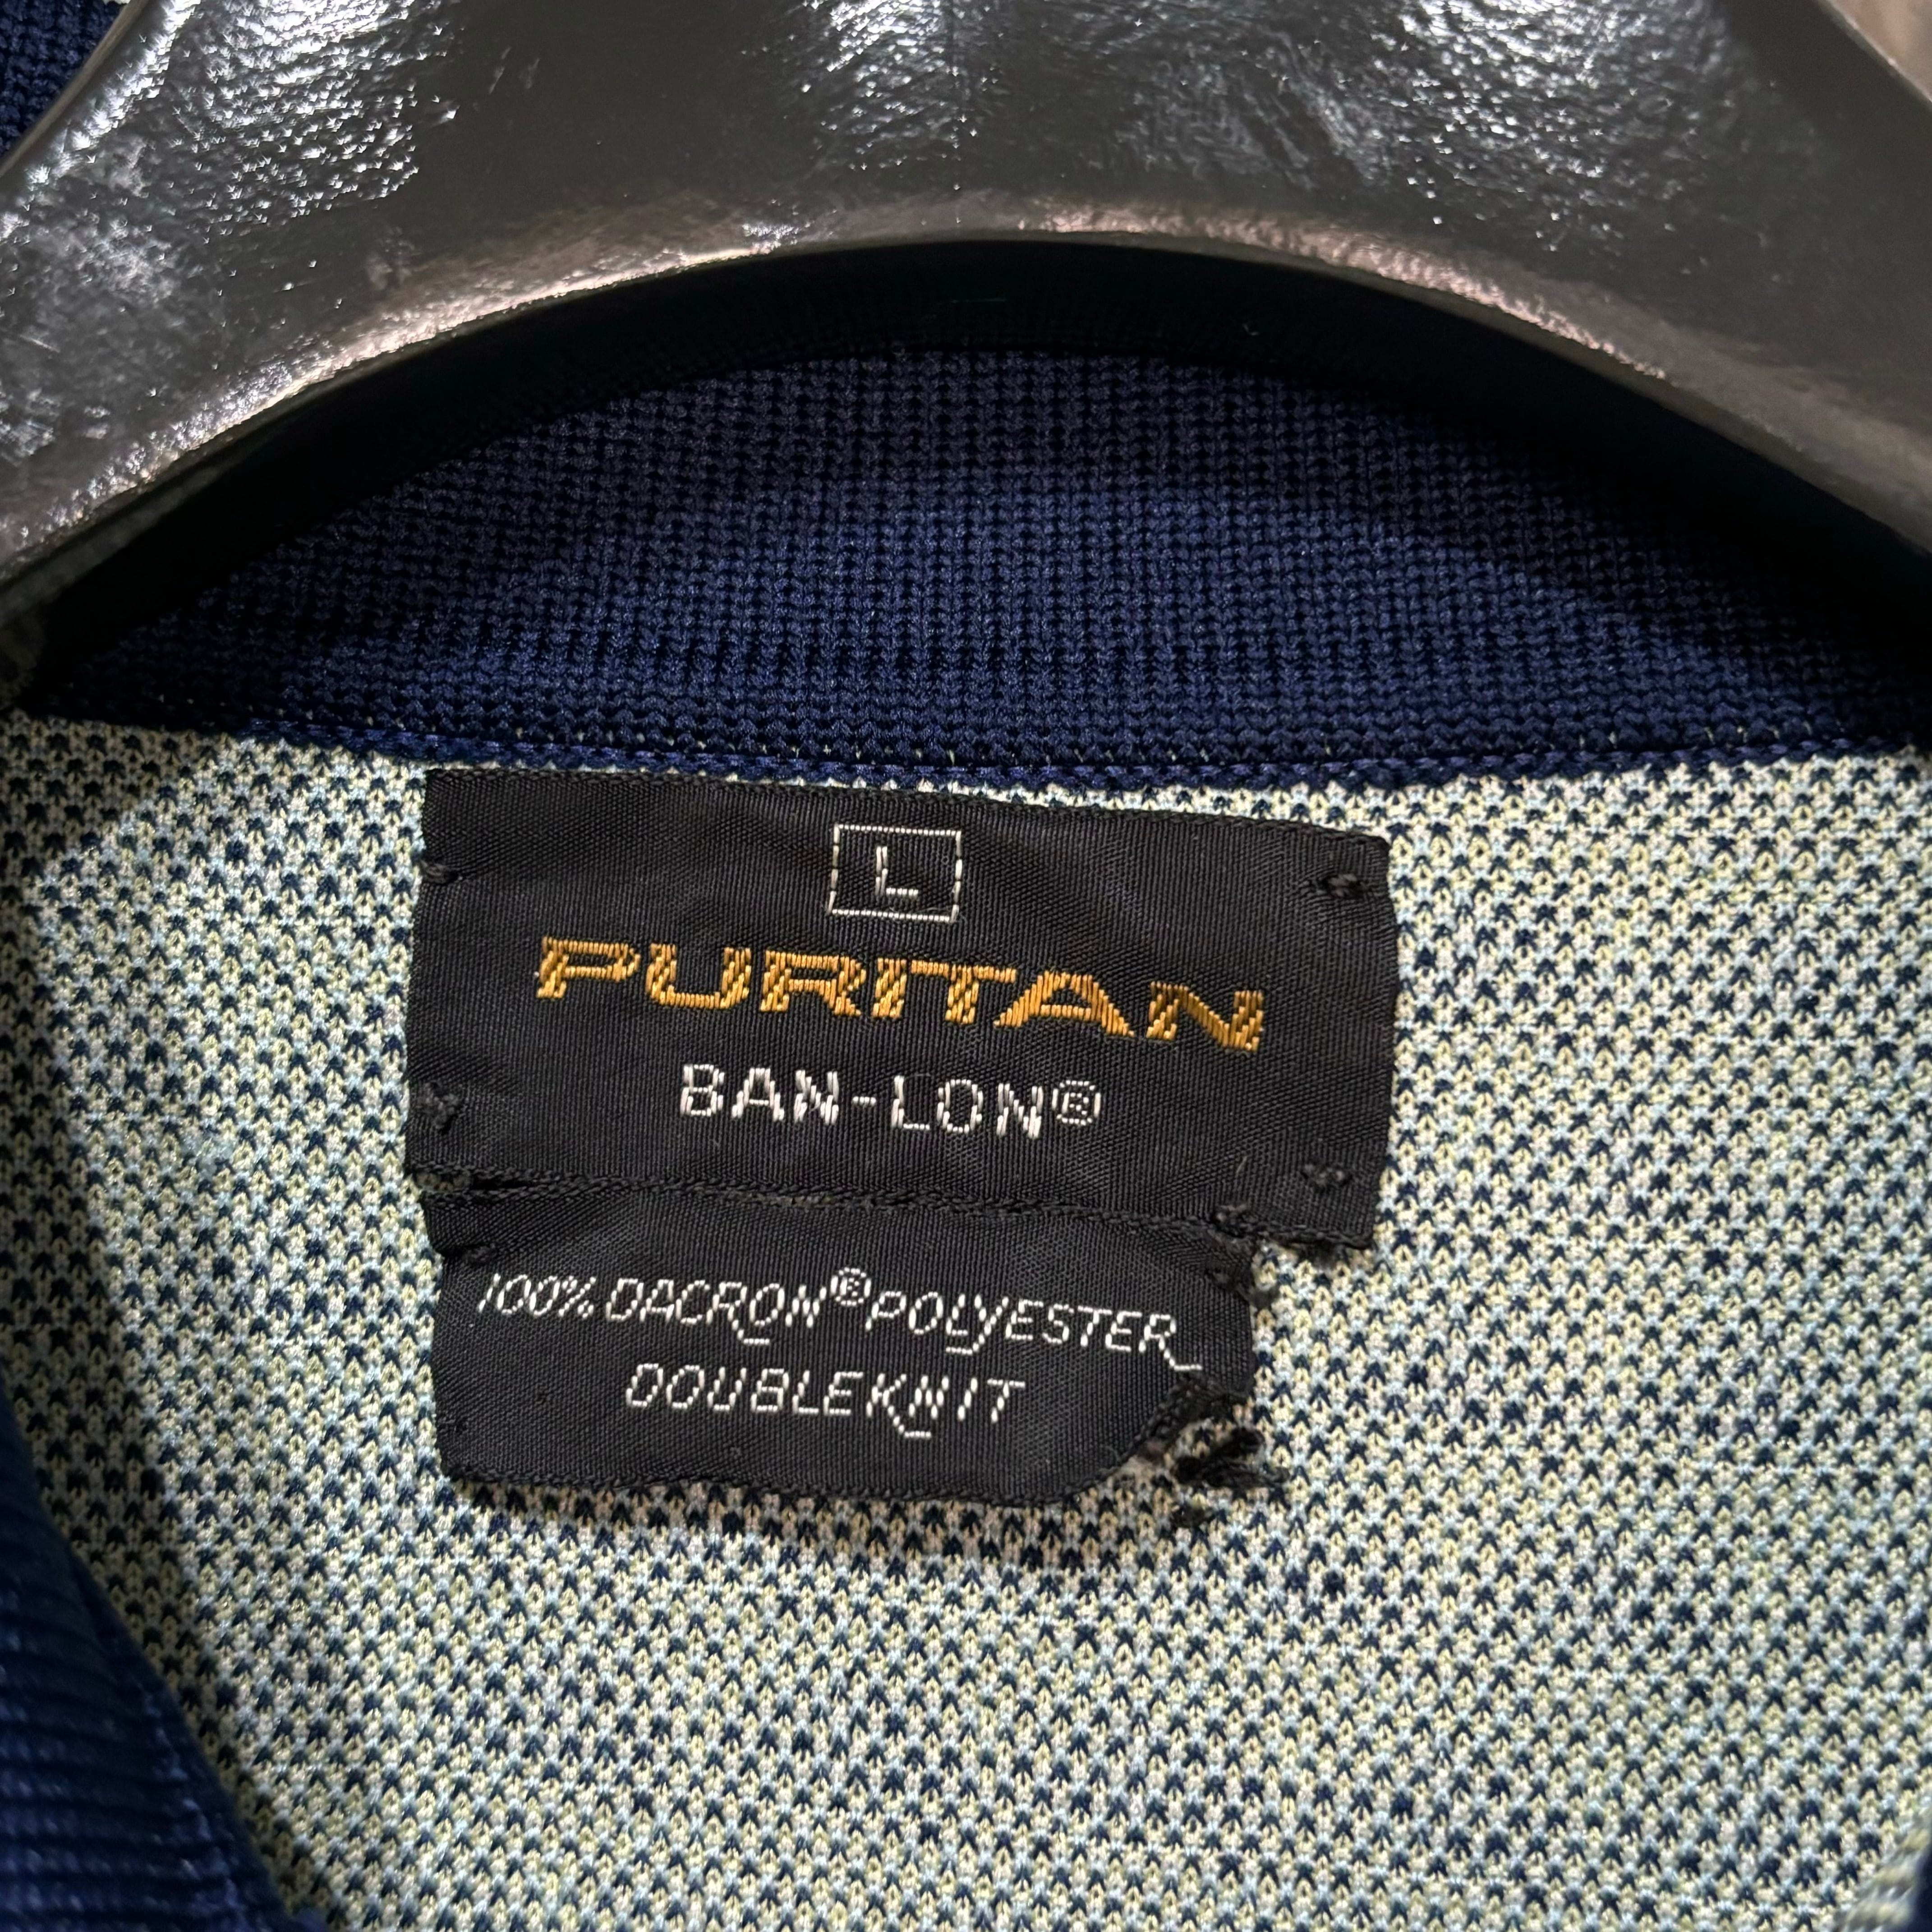 L
PURITAN
BAN-LON®
100% DACRON® POLYESTER
DOUBLEKNIT